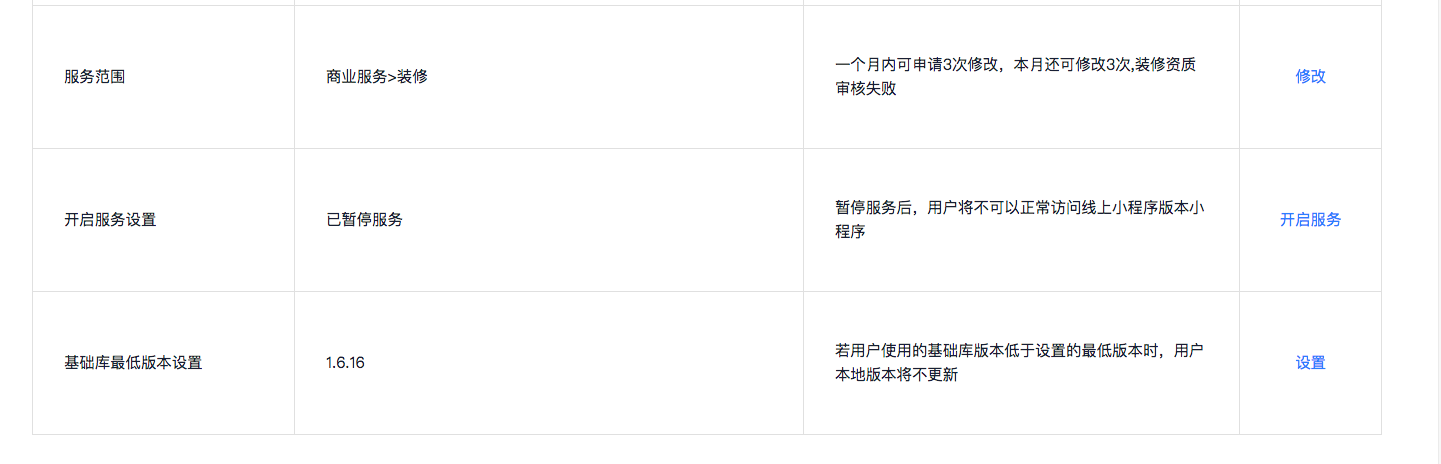 服务范围
商业服务>装修
一个月内可申请3次修改，本月还可修改3次,装修资质
审核失败
修改
开启服务设置
已暂停服务
暂停服务后，用户将不可以正常访问线上小程序版本小
程序
开启服务
基础库最低版本设置
1.6.16
若用户使用的基础库版本低于设置的最低版本时，用户
本地版本将不更新
设置